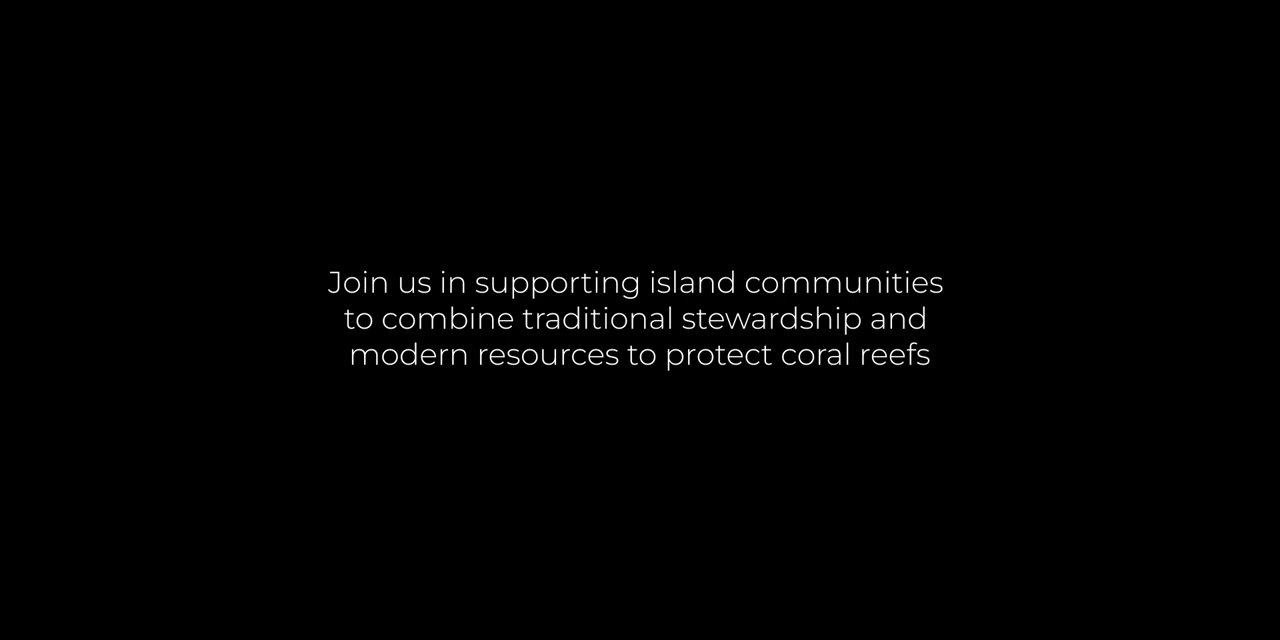 Join us in supporting island communities
to combine traditional stewardship and
modern resources to protect coral reefs